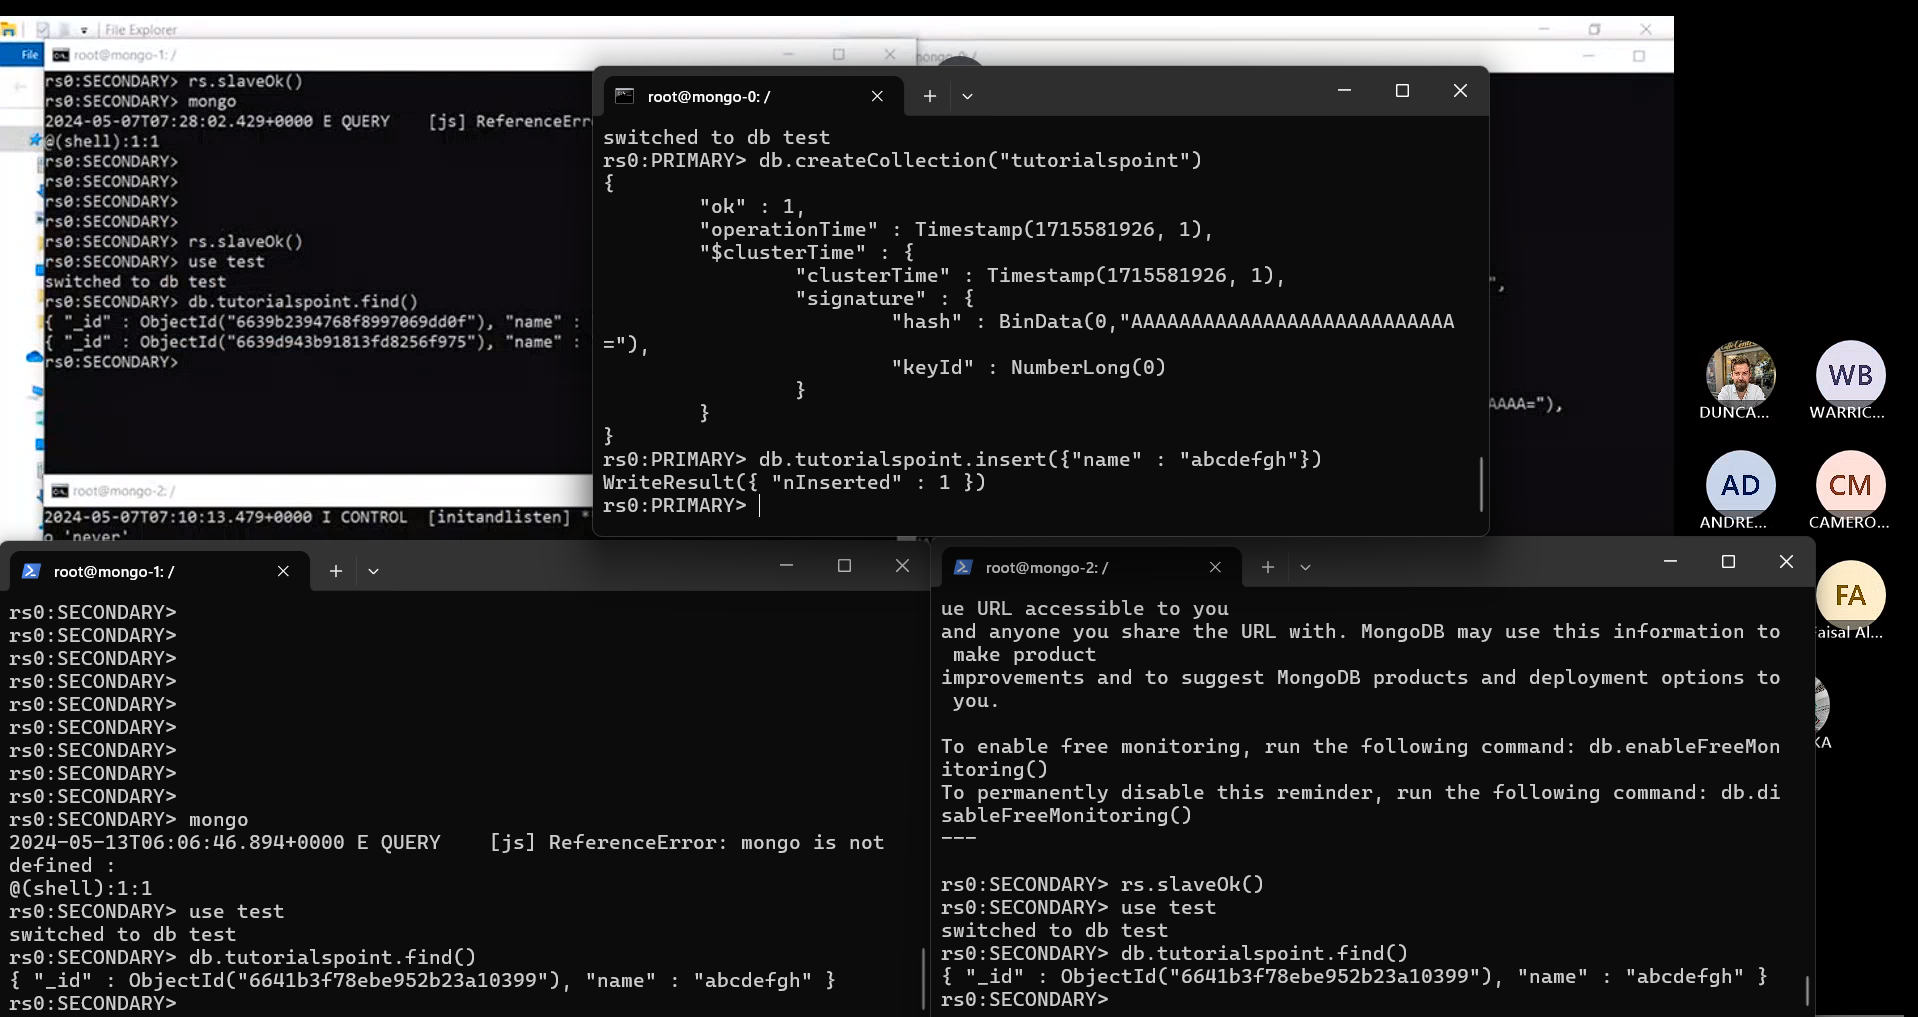 File Explorer
File
root@mongo-1: /
rs0:SECONDARY> rs.slaveOk()
rs0:SECONDARY> mongo
2024-05-07T07:28:02.429+0000 E QUERY    [js] ReferenceErr
@(shell):1:1
rs0:SECONDARY>
rs0:SECONDARY>
rs0:SECONDARY>
rs0:SECONDARY>
rs0:SECONDARY> rs.slaveOk()
rs0:SECONDARY> use test
switched to db test
rs0:SECONDARY> db.tutorialspoint.find()
{ "_id" : ObjectId("6639b2394768f8997069dd0f"), "name" :
{ "_id" : ObjectId("6639d943b91813fd8256f975"), "name" :
rs0:SECONDARY>
root@mongo-2: /
2024-05-07T07:10:13.479+0000 I CONTROL  [initandlisten] *
o 'never'
root@mongo-0: /
switched to db test
rs0:PRIMARY> db.createCollection("tutorialspoint")
{
        "ok" : 1,
        "operationTime" : Timestamp(1715581926, 1),
        "$clusterTime" : {
                "clusterTime" : Timestamp(1715581926, 1),
                "signature" : {
                        "hash" : BinData(0,"AAAAAAAAAAAAAAAAAAAAAAAAAAA
="),
                        "keyId" : NumberLong(0)
                }
        }
}
rs0:PRIMARY> db.tutorialspoint.insert({"name" : "abcdefgh"})
WriteResult({ "nInserted" : 1 })
rs0:PRIMARY>
",
AAAA="),
DUNCA...
WB
WARRIC...
AD
ANDRE...
CM
CAMERO...
FA
aisal Al...
KA
root@mongo-1: /
rs0:SECONDARY>
rs0:SECONDARY>
rs0:SECONDARY>
rs0:SECONDARY>
rs0:SECONDARY>
rs0:SECONDARY>
rs0:SECONDARY>
rs0:SECONDARY>
rs0:SECONDARY>
rs0:SECONDARY> mongo
2024-05-13T06:06:46.894+0000 E QUERY    [js] ReferenceError: mongo is not
defined :
@(shell):1:1
rs0:SECONDARY> use test
switched to db test
rs0:SECONDARY> db.tutorialspoint.find()
{ "_id" : ObjectId("6641b3f78ebe952b23a10399"), "name" : "abcdefgh" }
rs0:SECONDARY>
root@mongo-2: /
ue URL accessible to you
and anyone you share the URL with. MongoDB may use this information to
 make product
improvements and to suggest MongoDB products and deployment options to
 you.
To enable free monitoring, run the following command: db.enableFreeMon
itoring()
To permanently disable this reminder, run the following command: db.di
sableFreeMonitoring()
---
rs0:SECONDARY> rs.slaveOk()
rs0:SECONDARY> use test
switched to db test
rs0:SECONDARY> db.tutorialspoint.find()
{ "_id" : ObjectId("6641b3f78ebe952b23a10399"), "name" : "abcdefgh" }
rs0:SECONDARY>